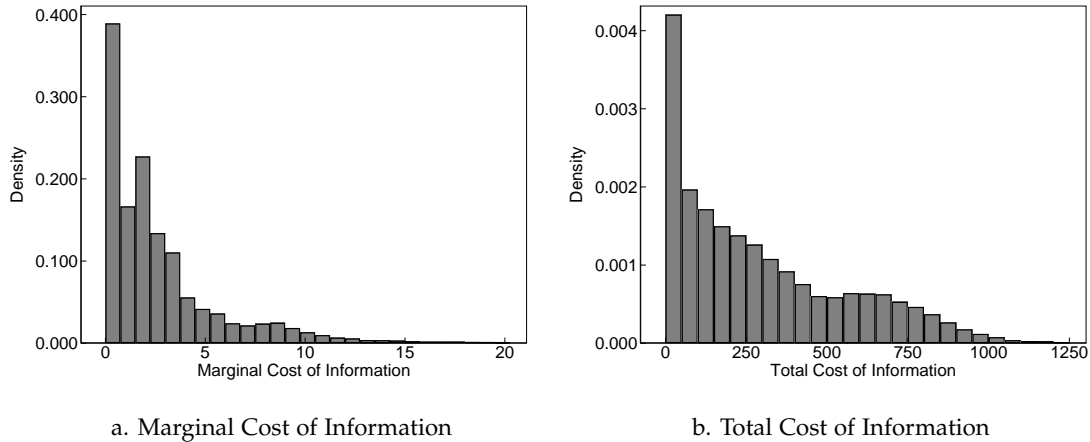 0.400
0.300
0.200
0.100
0.000
Density
0 5 10 15 20
Marginal Cost of Information
a. Marginal Cost of Information
0.004
0.003
0.002
0.001
0.000
Density
0 250 500 750 1000 1250
Total Cost of Information
b. Total Cost of Information